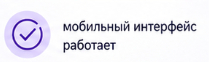 мобильный интерфейс
работает